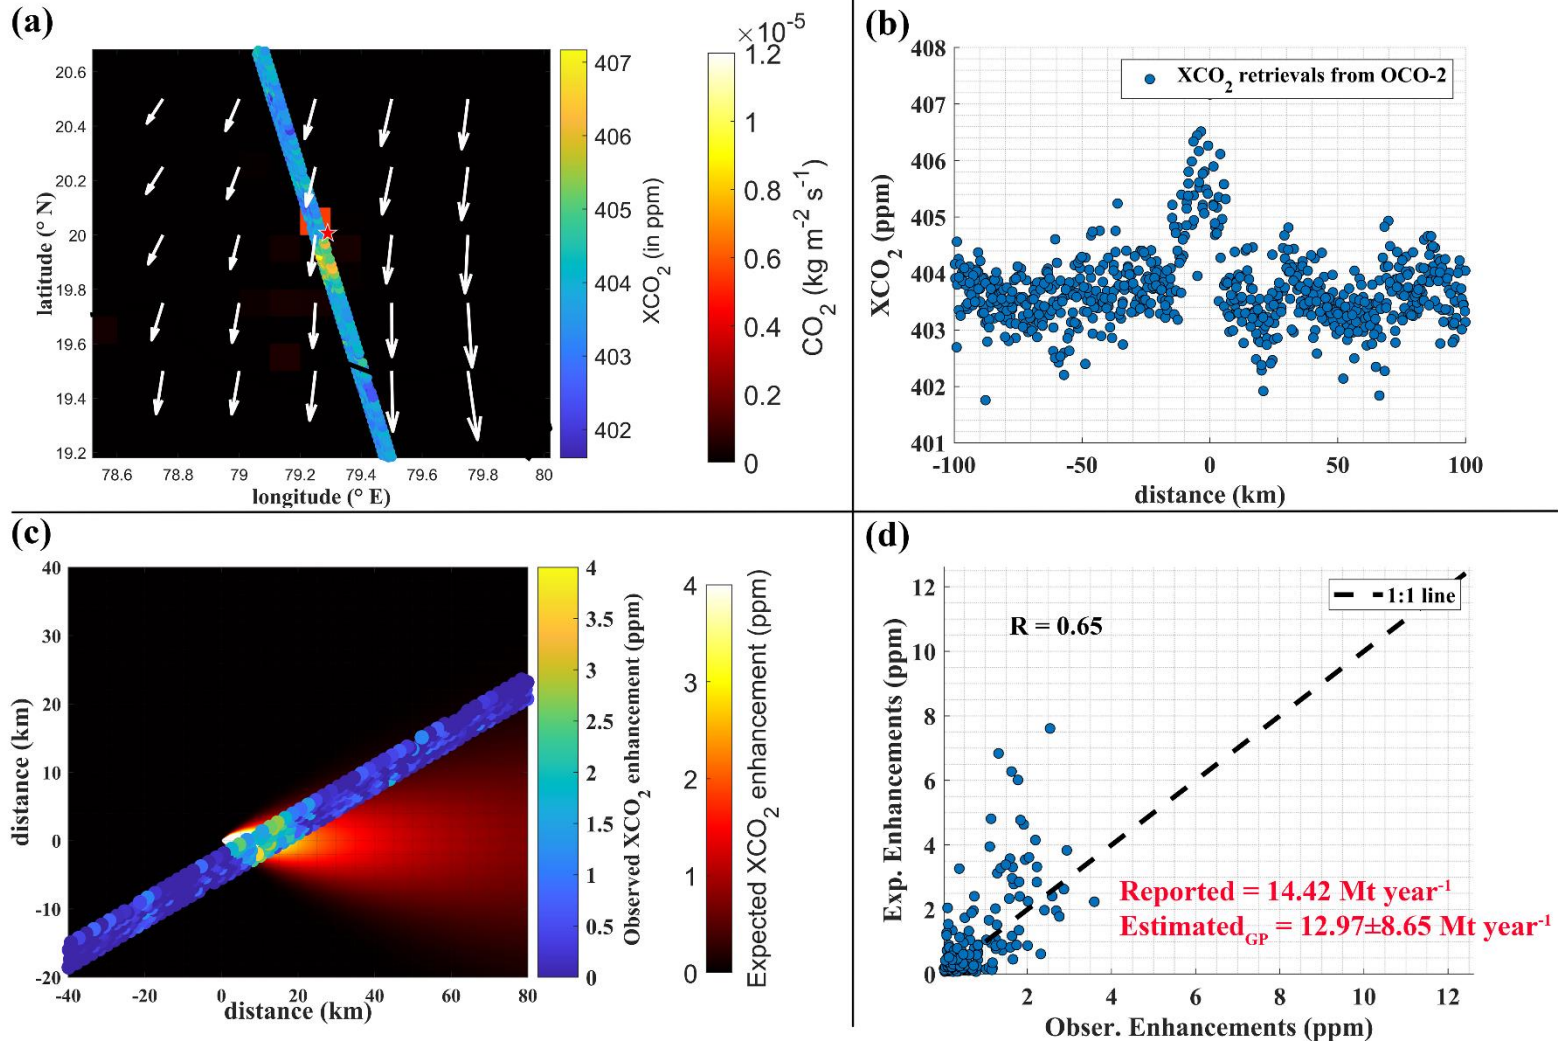 (a)
20.6
20.4
20.2
20
19.8
19.6
19.4
19.2
latitude (° N)
78.6 78.8 79 79.2 79.4 79.6 79.8 80
longitude (° E)
407
406
405
404
403
402
XCO2 (in ppm)
×10-5
1.2
1
0.8
0.6
0.4
0.2
0
CO2 (kg m-2 s-1)
(b)
408
407
406
405
404
403
402
401
XCO2 (ppm)
XCO2 retrievals from OCO-2
-100 -50 0 50 100
distance (km)
(c)
40
30
20
10
0
-10
-20
distance (km)
-40 -20 0 20 40 60 80
distance (km)
4
3.5
3
2.5
2
1.5
1
0.5
0
Observed XCO2 enhancement (ppm)
4
3
2
1
0
Expected XCO2 enhancement (ppm)
(d)
12
10
8
6
4
2
0
Exp. Enhancements (ppm)
1:1 line
R = 0.65
Reported = 14.42 Mt year-1
EstimatedGP = 12.97±8.65 Mt year-1
2 4 6 8 10 12
Obser. Enhancements (ppm)